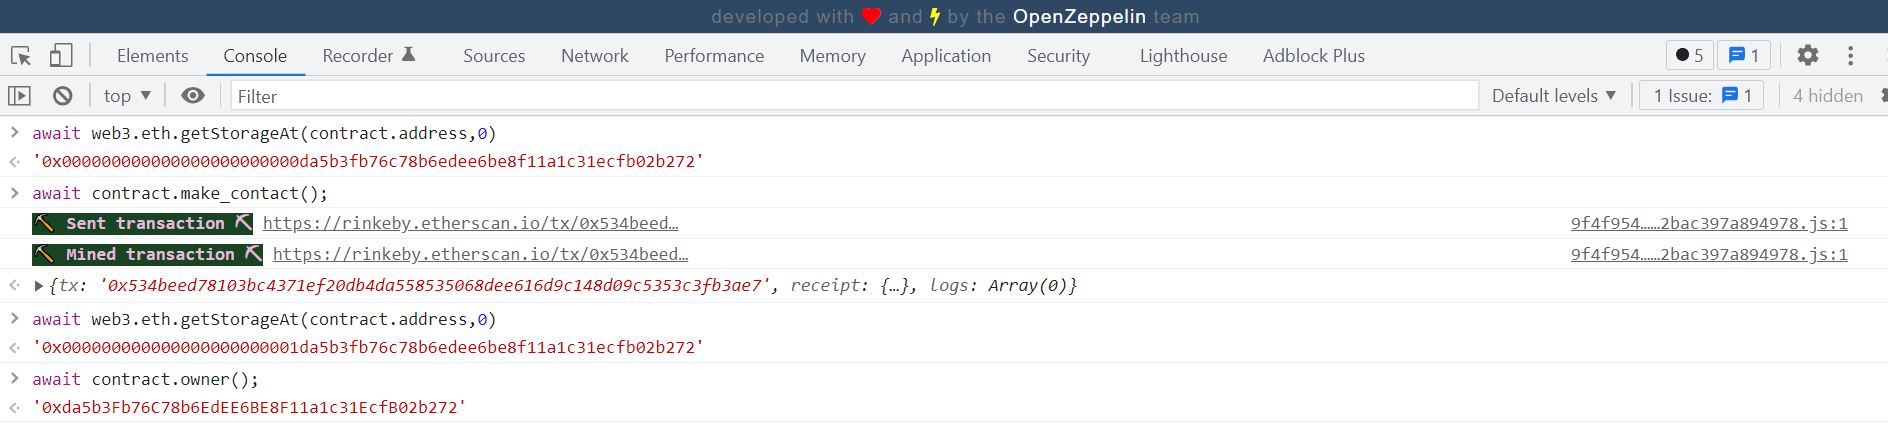 developed with ❤ and ⚡ by the OpenZeppelin team
Elements Console Recorder Sources Network Performance Memory Application Security Lighthouse Adblock Plus 5 1
top ▼ Filter Default levels ▼ 1 Issue: 1 4 hidden
> await web3.eth.getStorageAt(contract.address,0)
'0x000000000000000000000000da5b3fb76c78b6edee6be8f11a1c31ecfb02b272'
> await contract.make_contact();
Sent transaction https://rinkeby.etherscan.io/tx/0x534beed… 9f4f954……2bac397a894978.js:1
Mined transaction https://rinkeby.etherscan.io/tx/0x534beed… 9f4f954……2bac397a894978.js:1
▶{tx: '0x534beed78103bc4371ef20db4da558535068dee616d9c148d09c5353c3fb3ae7', receipt: {…}, logs: Array(0)}
> await web3.eth.getStorageAt(contract.address,0)
'0x000000000000000000000001da5b3fb76c78b6edee6be8f11a1c31ecfb02b272'
> await contract.owner();
'0xda5b3Fb76C78b6EdEE6BE8F11a1c31EcfB02b272'